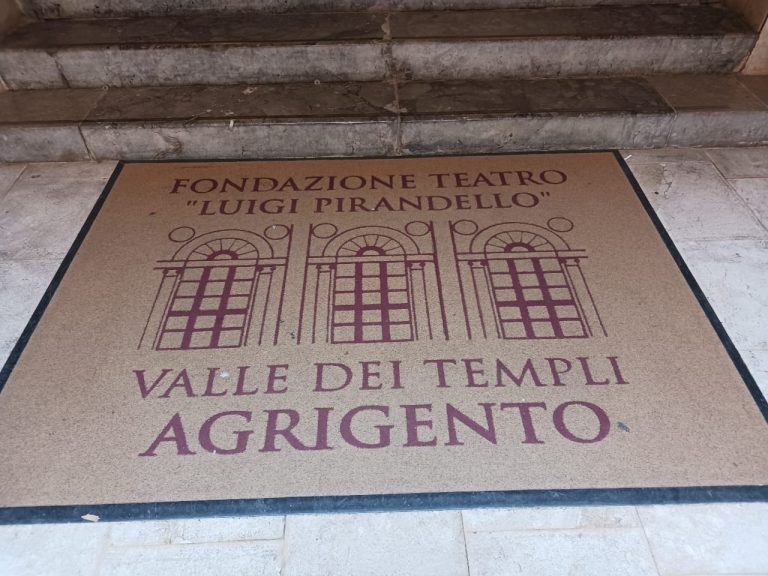 FONDAZIONE TEATRO
"LUIGI PIRANDELLO"
VALLE DEI TEMPLI
AGRIGENTO